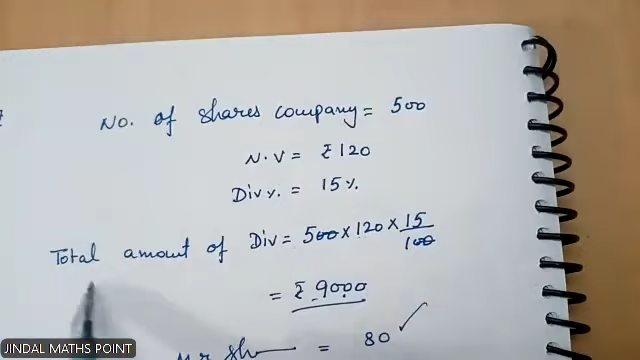 No. of shares company = 500
N.V = ₹120
Div% = 15%
Total amount of Div = 500 × 120 × 15/100
= ₹ 9000
= 80 ✓
JINDAL MATHS POINT